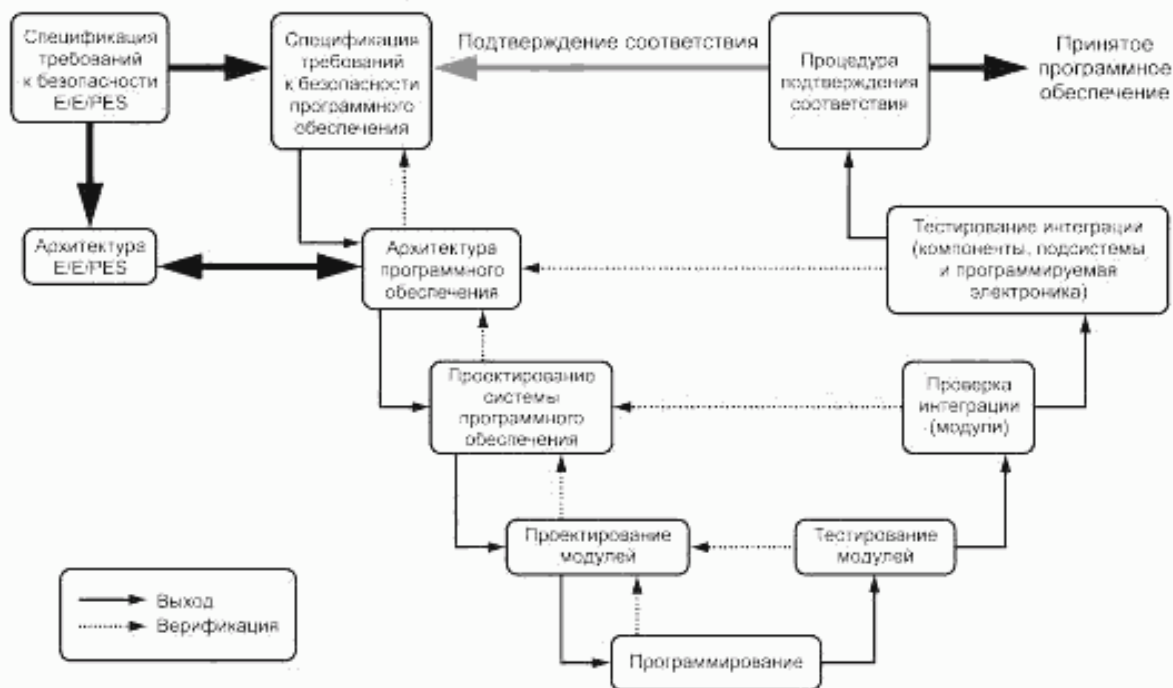 Спецификация
требований
к безопасности
E/E/PES
Спецификация
требований
к безопасности
программного
обеспечения
Подтверждение соответствия
Процедура
подтверждения
соответствия
Принятое
программное
обеспечение
Архитектура
E/E/PES
Архитектура
программного
обеспечения
Тестирование интеграции
(компоненты, подсистемы
и программируемая
электроника)
Проектирование
системы
программного
обеспечения
Проверка
интеграции
(модули)
Проектирование
модулей
Тестирование
модулей
Выход
Верификация
Программирование